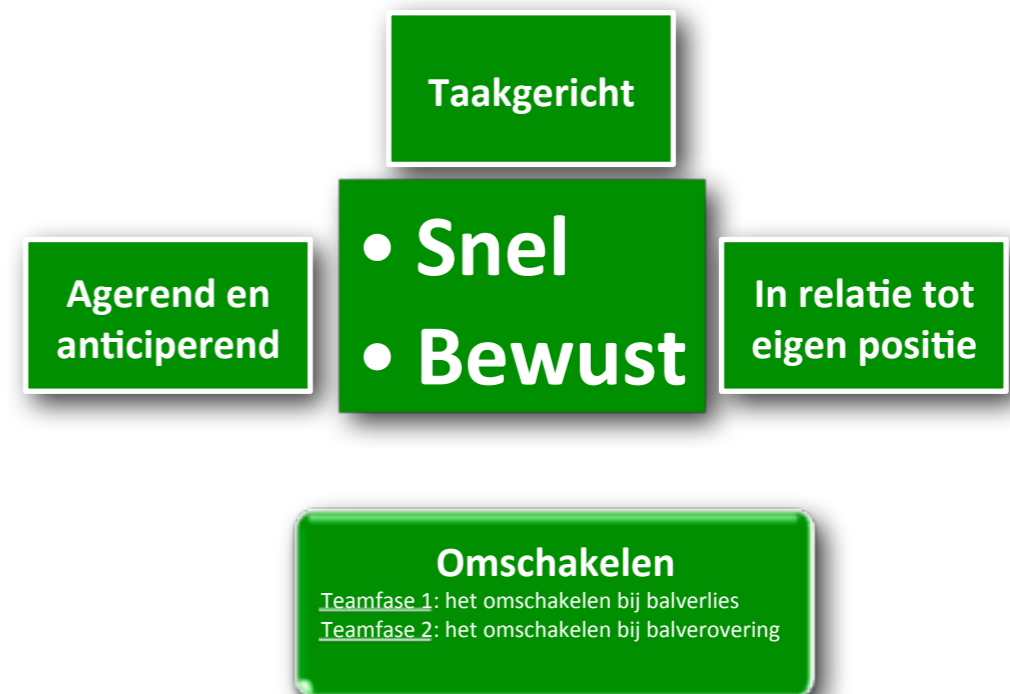 Taakgericht
• Snel
• Bewust
Agerend en
anticiperend
In relatie tot
eigen positie
Omschakelen
Teamfase 1: het omschakelen bij balverlies
Teamfase 2: het omschakelen bij balverovering